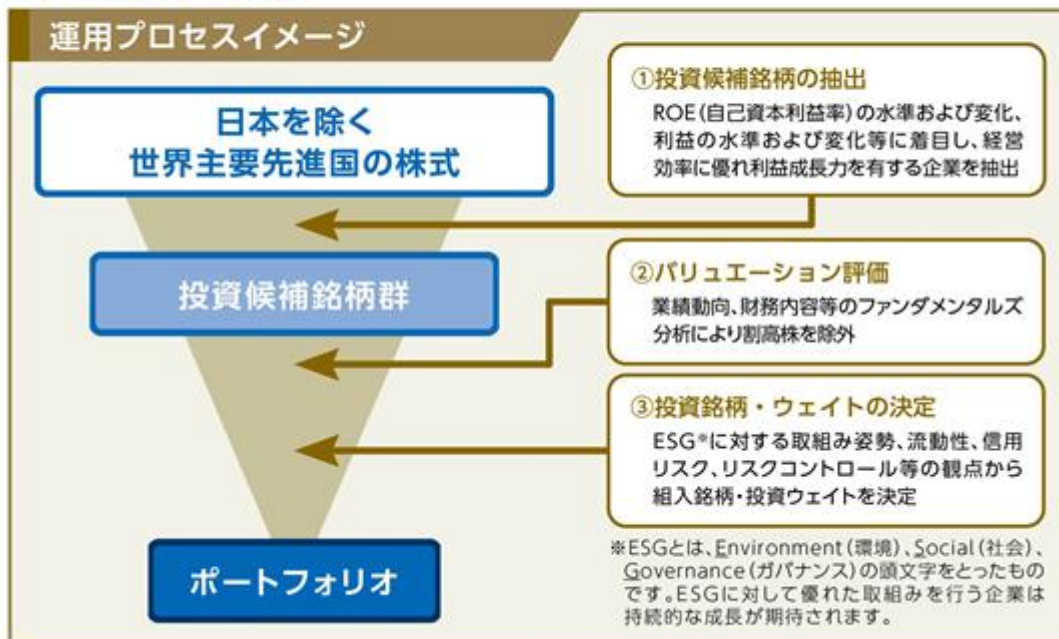 運用プロセスイメージ
日本を除く
世界主要先進国の株式
①投資候補銘柄の抽出
ROE(自己資本利益率)の水準および変化、
利益の水準および変化等に着目し、経営
効率に優れ利益成長力を有する企業を抽出
投資候補銘柄群
②バリュエーション評価
業績動向、財務内容等のファンダメンタルズ
分析により割高株を除外
③投資銘柄・ウェイトの決定
ESG※に対する取組み姿勢、流動性、信用
リスク、リスクコントロール等の観点から
組入銘柄・投資ウェイトを決定
ポートフォリオ
※ESGとは、Environment(環境)、Social(社会)、
Governance(ガバナンス)の頭文字をとったもの
です。ESGに対して優れた取組みを行う企業は
持続的な成長が期待されます。